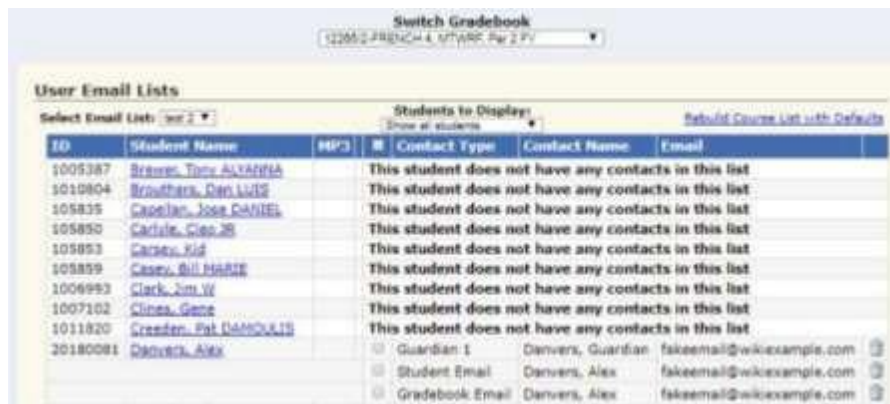 Switch Gradebook
122652-FRENCH 4, MTWRF, Per 2 FY
User Email Lists
Select Email List: test 2
Students to Display:
Show all students
Rebuild Course List with Defaults
ID Student Name MP3 Contact Type Contact Name Email
1005387 Brewer, Tony ALYANNA This student does not have any contacts in this list
1010804 Brouthers, Dan LUIS This student does not have any contacts in this list
105835 Capellan, Jose DANIEL This student does not have any contacts in this list
105850 Carlyle, Cleo JR This student does not have any contacts in this list
105853 Carsey, Kid This student does not have any contacts in this list
105859 Casey, Bill MARIE This student does not have any contacts in this list
1006993 Clark, Jim W This student does not have any contacts in this list
1007102 Clines, Gene This student does not have any contacts in this list
1011820 Creeden, Pat DAMOULIS This student does not have any contacts in this list
20180081 Danvers, Alex Guardian 1 Danvers, Guardian fakeemail@wikiexample.com
Student Email Danvers, Alex fakeemail@wikiexample.com
Gradebook Email Danvers, Alex fakeemail@wikiexample.com